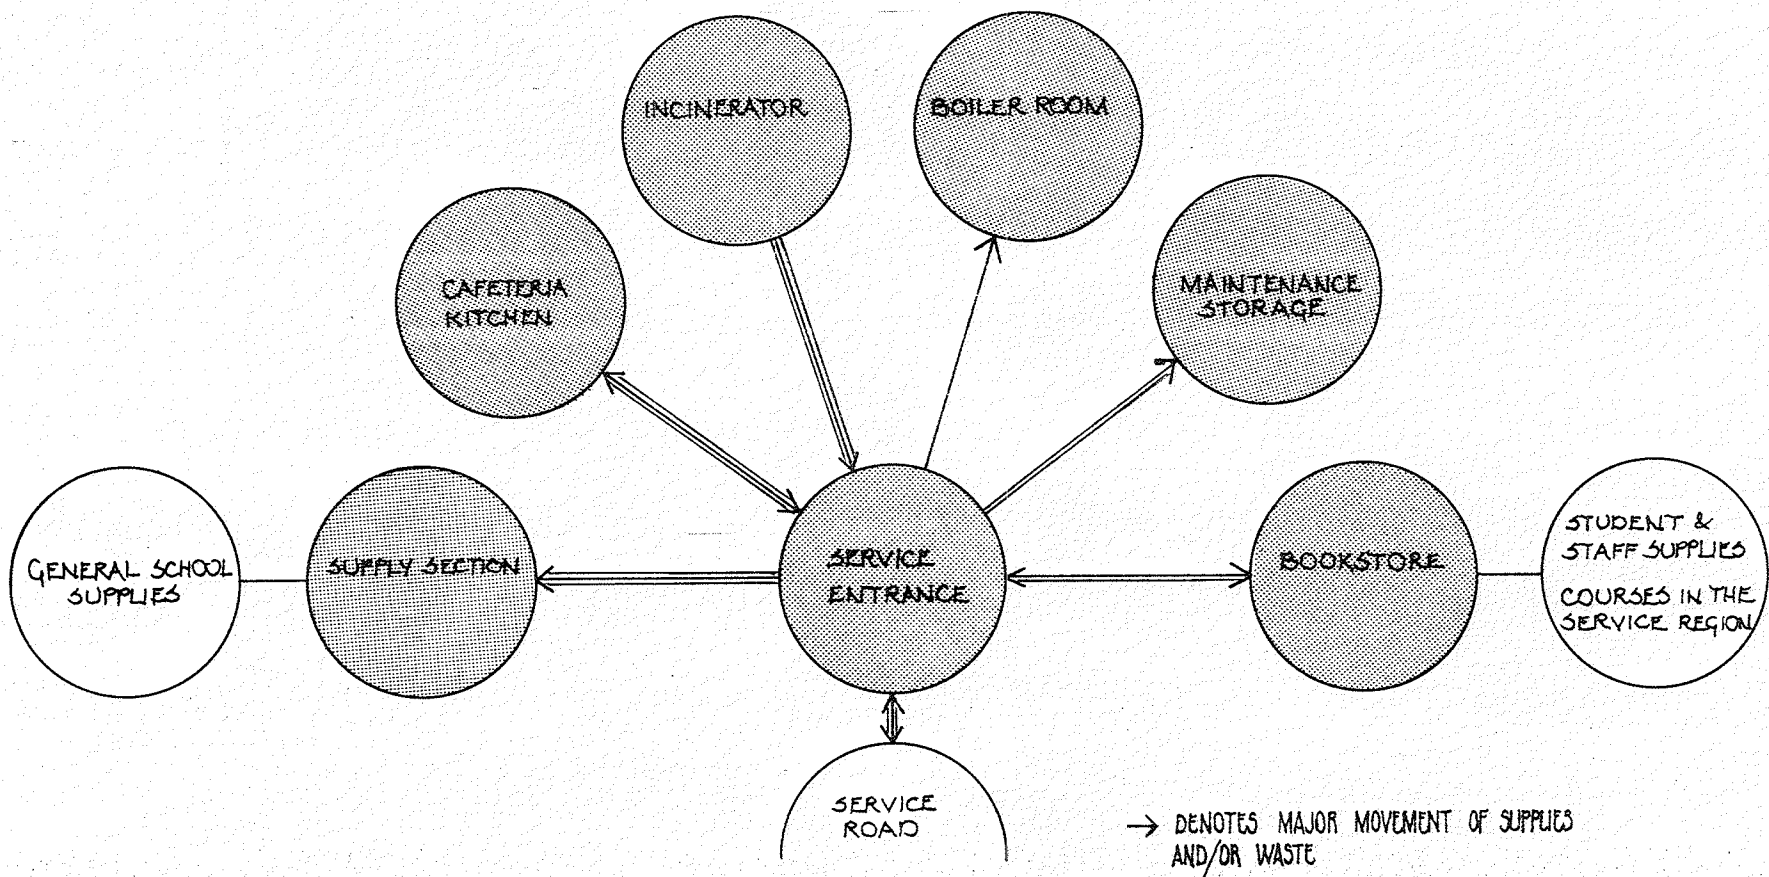 INCINERATOR
BOILER ROOM
CAFETERIA
KITCHEN
MAINTENANCE
STORAGE
GENERAL SCHOOL
SUPPLIES
SUPPLY SECTION
SERVICE
ENTRANCE
BOOKSTORE
STUDENT &
STAFF SUPPLIES
COURSES IN THE
SERVICE REGION
SERVICE
ROAD
→ DENOTES MAJOR MOVEMENT OF SUPPLIES
AND/OR WASTE